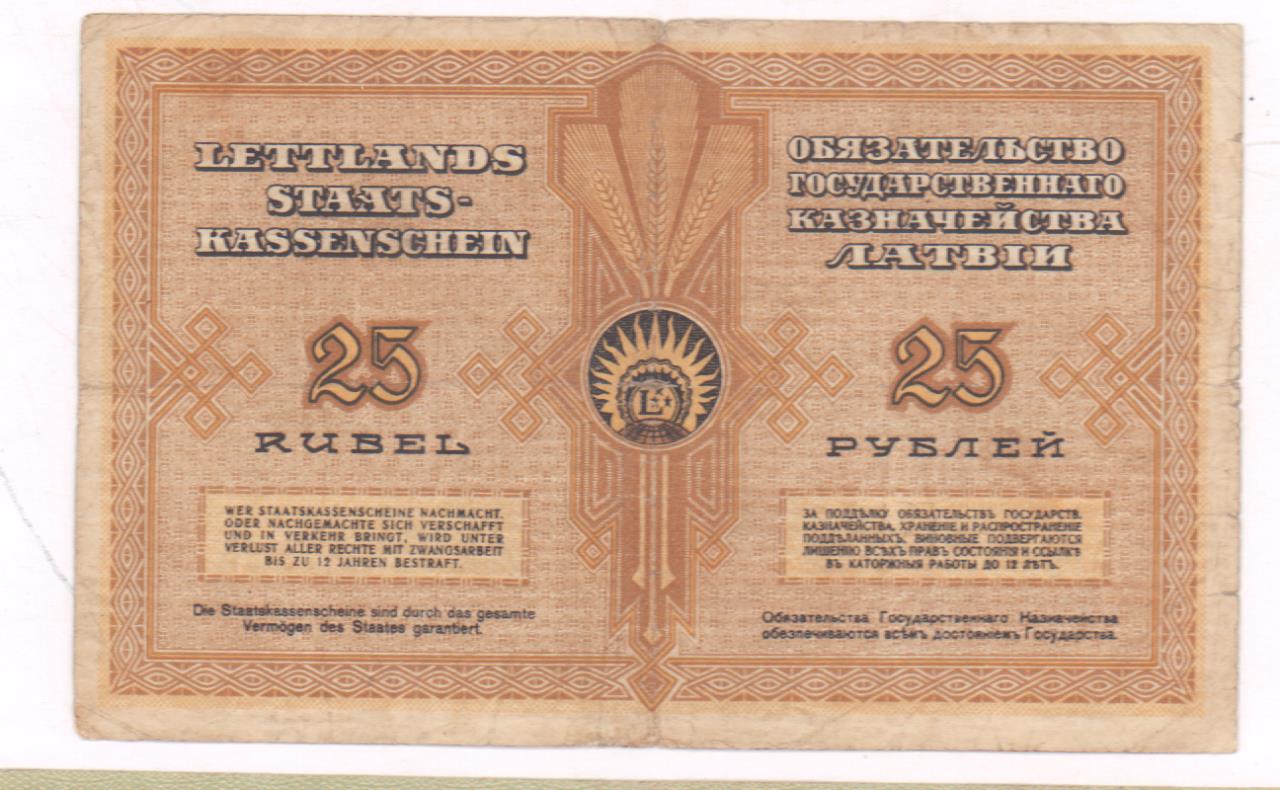 LETTLANDS
STAATS-
KASSENSCHEIN
25
RUBEL
WER STAATSKASSENSCHEINE NACHMACHT,
ODER NACHGEMACHTE SICH VERSCHAFFT
UND IN VERKEHR BRINGT, WIRD UNTER
VERLUST ALLER RECHTE MIT ZWANGSARBEIT
BIS ZU 12 JAHREN BESTRAFT.
Die Staatskassenscheine sind durch das gesamte
Vermögen des Staates garantiert.
L
ОБЯЗАТЕЛЬСТВО
ГОСУДАРСТВЕННАГО
КАЗНАЧЕЙСТВА
ЛАТВІИ
25
РУБЛЕЙ
ЗА ПОДДѢЛКУ ОБЯЗАТЕЛЬСТВЪ ГОСУДАРСТВ.
КАЗНАЧЕЙСТВА, ХРАНЕНІЕ И РАСПРОСТРАНЕНІЕ
ПОДДѢЛАННЫХЪ, ВИНОВНЫЕ ПОДВЕРГАЮТСЯ
ЛИШЕНІЮ ВСѢХЪ ПРАВЪ СОСТОЯНІЯ И ССЫЛКѢ
ВЪ КАТОРЖНЫЯ РАБОТЫ ДО 12 ЛѢТЪ.
Обязательства Государственнаго Казначейства
обезпечиваются всѣмъ достояніемъ Государства.